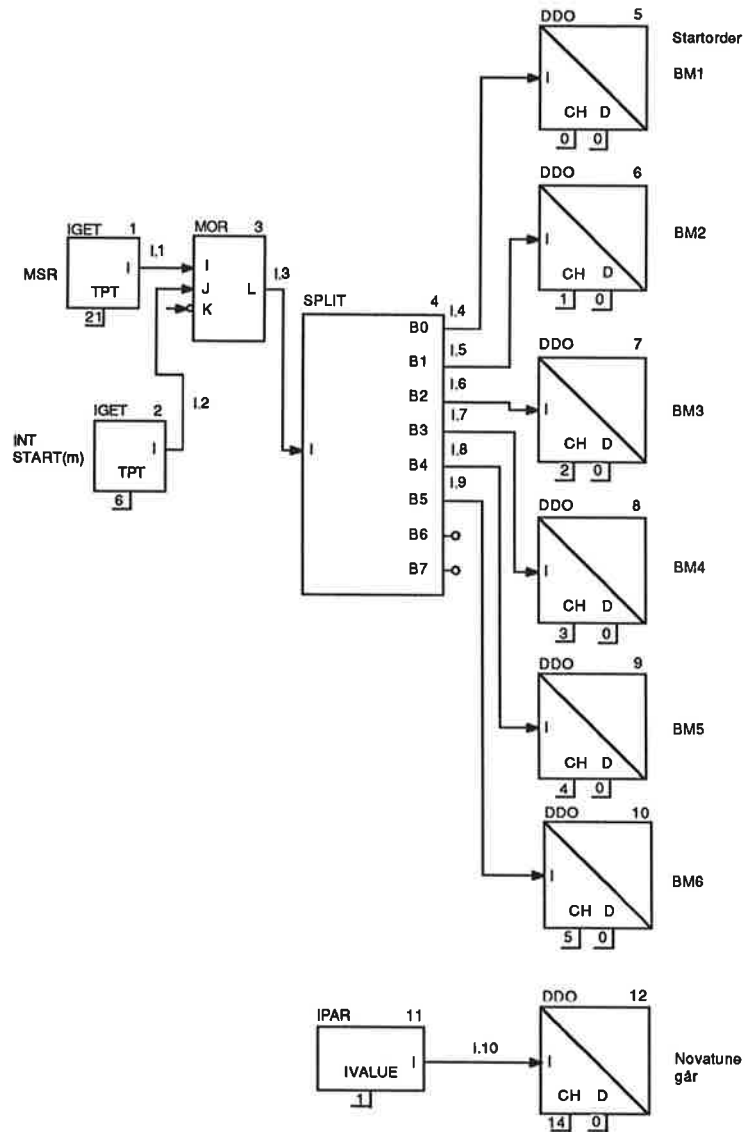 DDO 5
Startorder
I
BM1
CH D
0 0
DDO 6
I
BM2
CH D
1 0
IGET 1
I,1
MSR
I
TPT
21
MOR 3
I
J L
K
I,3
I,2
IGET 2
INT
START(m)
I
TPT
6
SPLIT 4
I
B0 I,4
B1 I,5
B2 I,6
B3 I,7
B4 I,8
B5 I,9
B6
B7
DDO 7
I
BM3
CH D
2 0
DDO 8
I
BM4
CH D
3 0
DDO 9
I
BM5
CH D
4 0
DDO 10
I
BM6
CH D
5 0
IPAR 11
I
IVALUE
1
I,10
DDO 12
I
Novatune
går
CH D
14 0